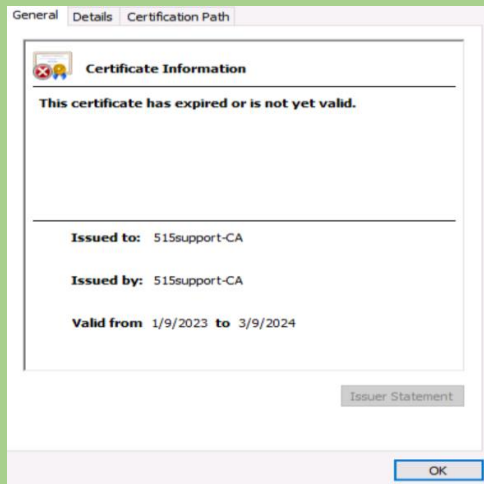 General Details Certification Path
Certificate Information
This certificate has expired or is not yet valid.
Issued to: 515support-CA
Issued by: 515support-CA
Valid from 1/9/2023 to 3/9/2024
Issuer Statement
OK